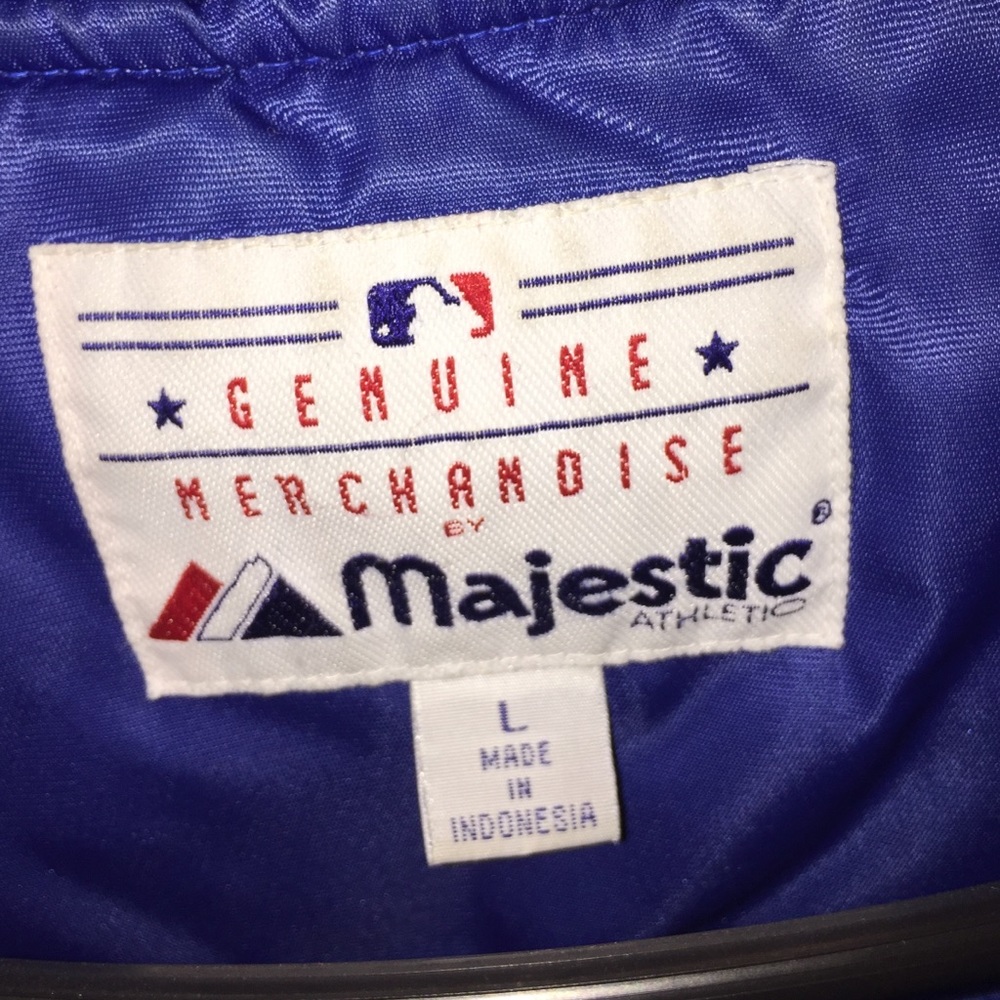 GENUINE
MERCHANDISE
BY
Majestic®
ATHLETIC
L
MADE
IN
INDONESIA